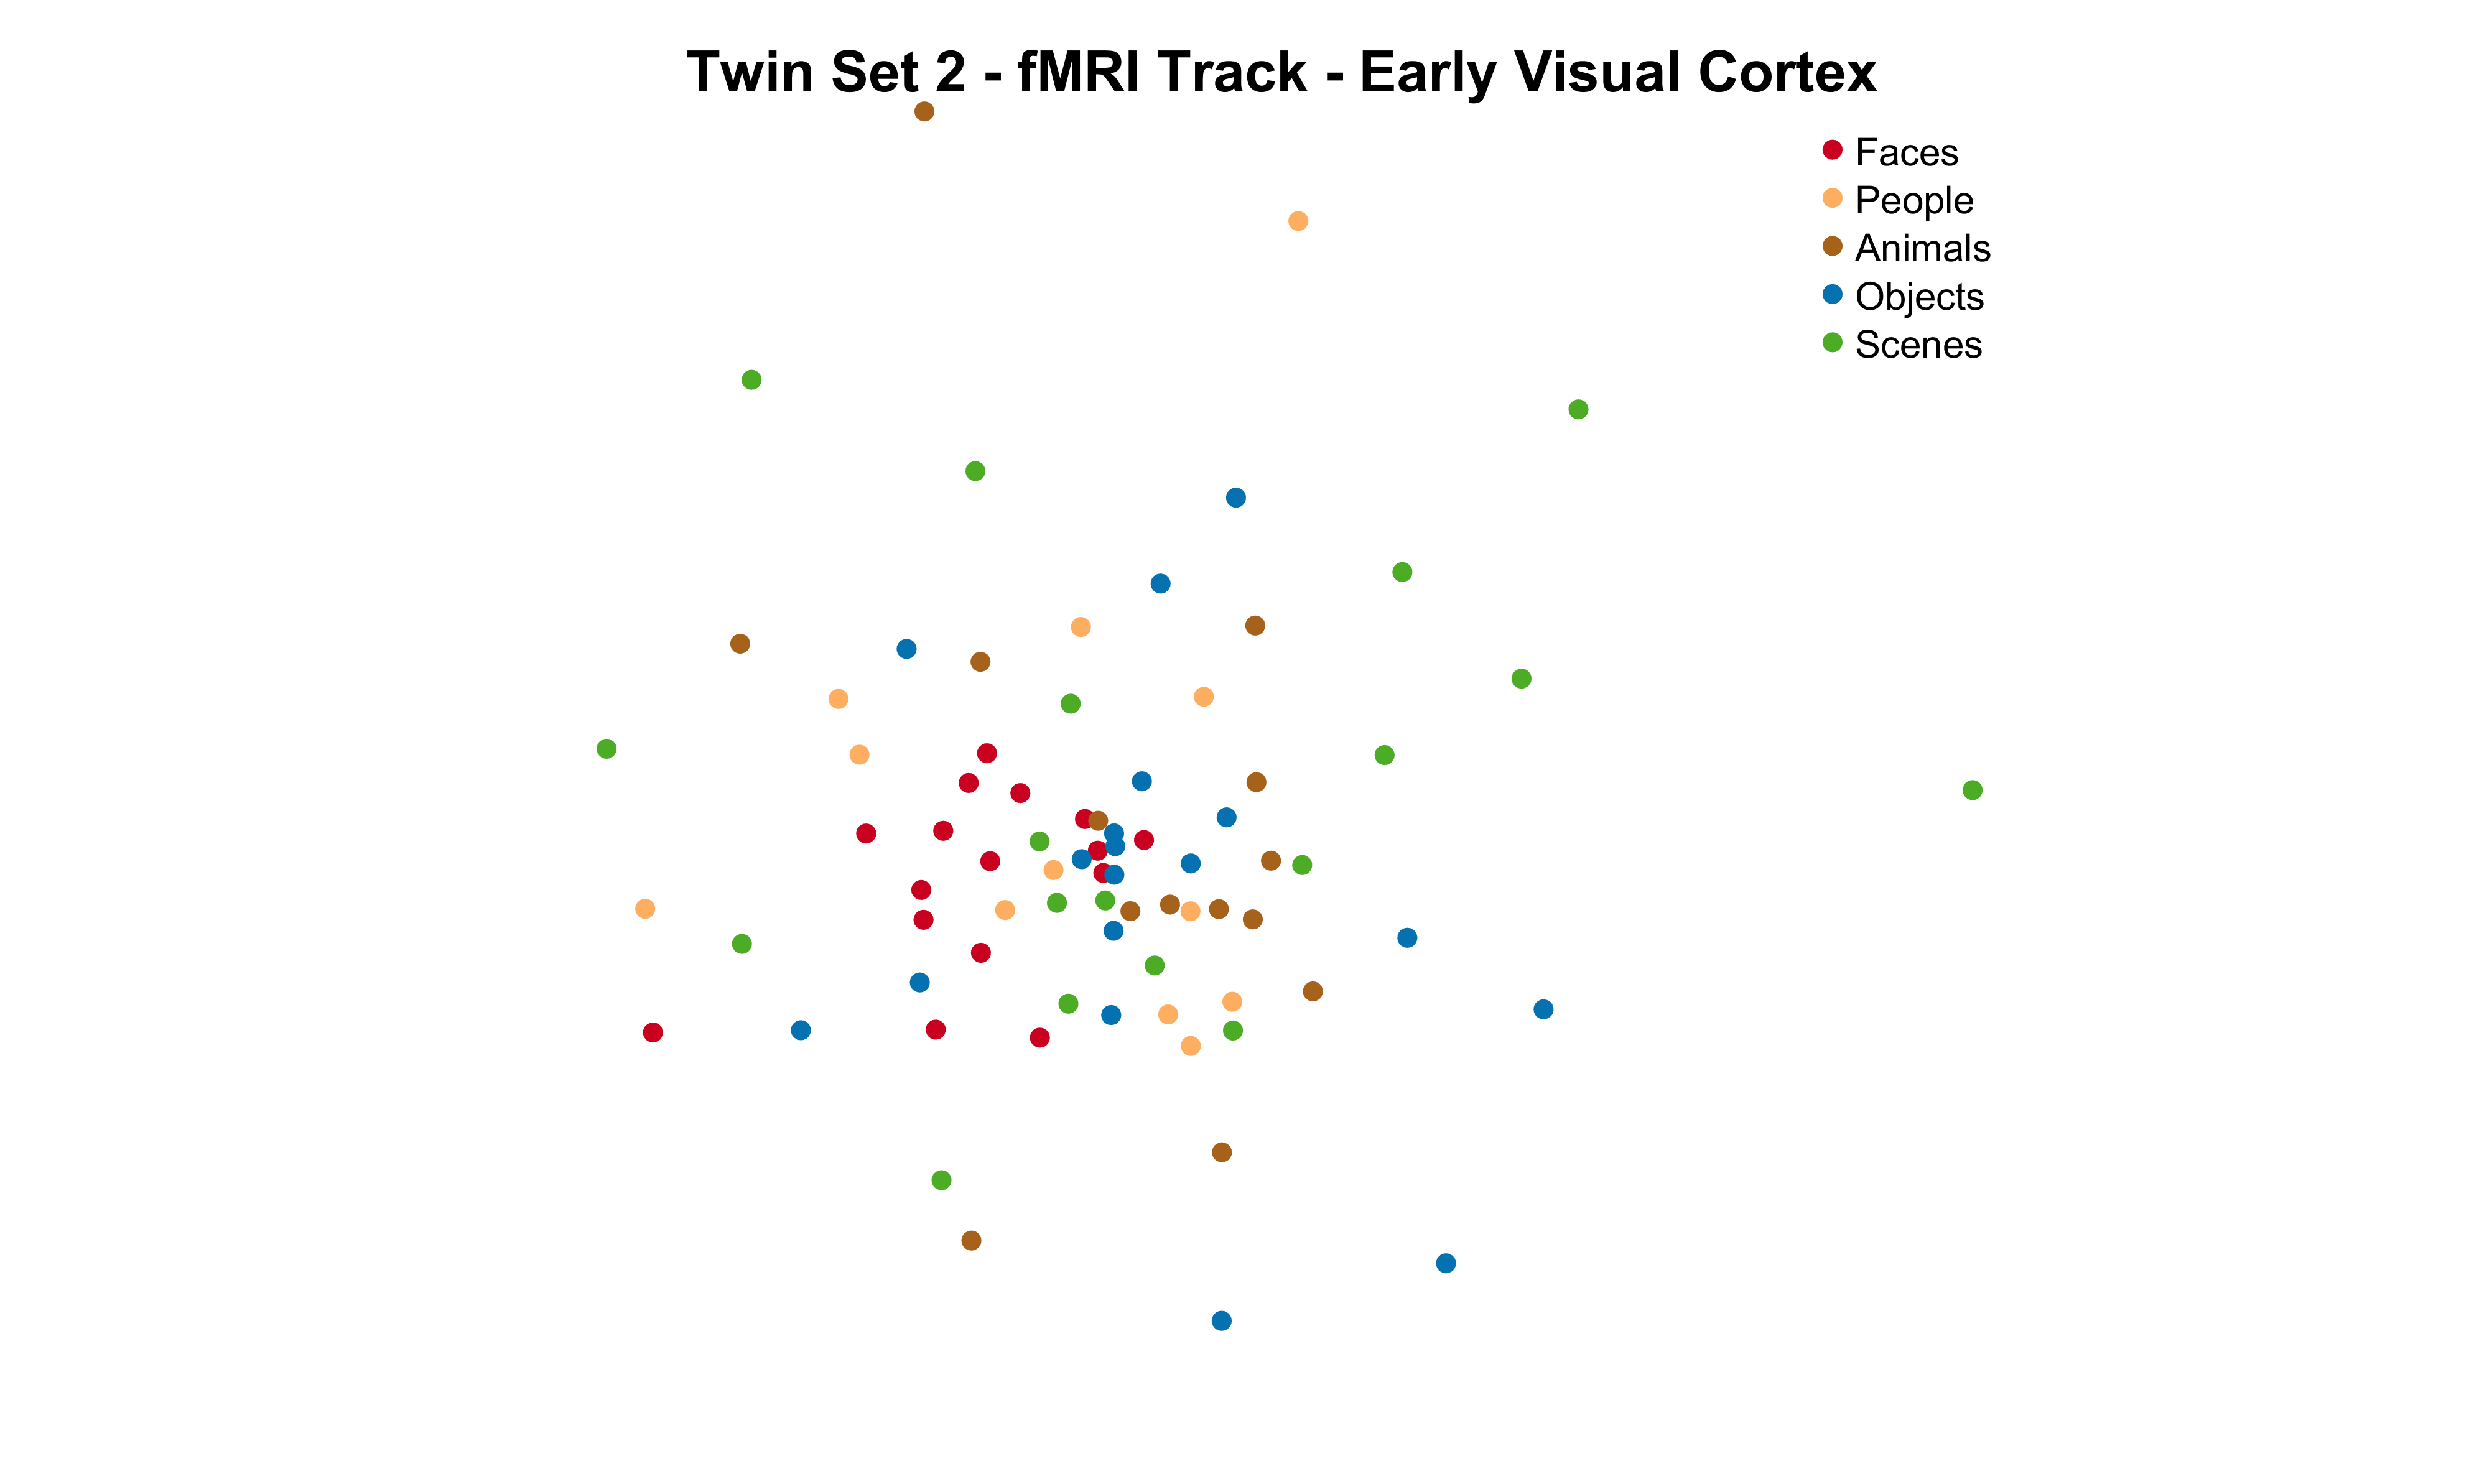 Twin Set 2 - fMRI Track - Early Visual Cortex
Faces
People
Animals
Objects
Scenes